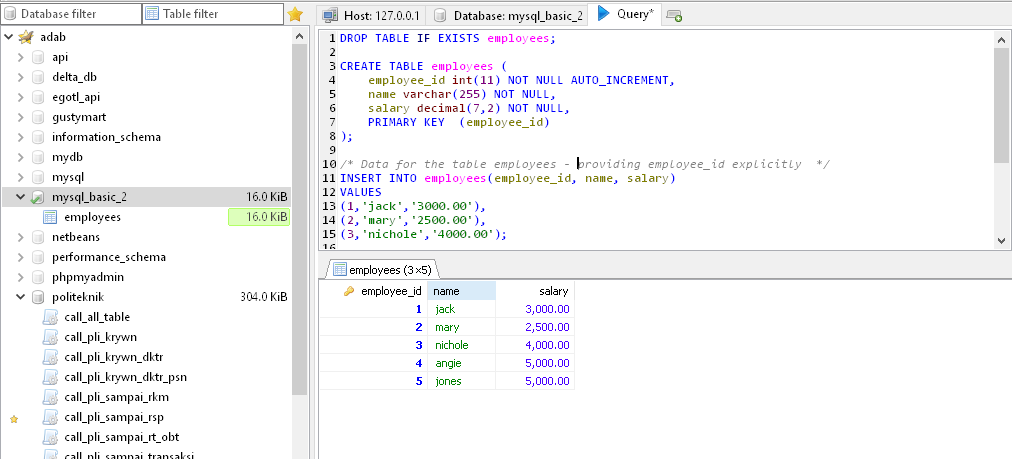 Database filter
Table filter
adab
api
delta_db
egotl_api
gustymart
information_schema
mydb
mysql
mysql_basic_2 16.0 KiB
employees 16.0 KiB
netbeans
performance_schema
phpmyadmin
politeknik 304.0 KiB
call_all_table
call_pli_krywn
call_pli_krywn_dktr
call_pli_krywn_dktr_psn
call_pli_sampai_rkm
call_pli_sampai_rsp
call_pli_sampai_rt_obt
call_pli_sampai_transaksi
Host: 127.0.0.1 Database: mysql_basic_2 Query*
1 DROP TABLE IF EXISTS employees;
2
3 CREATE TABLE employees (
4 employee_id int(11) NOT NULL AUTO_INCREMENT,
5 name varchar(255) NOT NULL,
6 salary decimal(7,2) NOT NULL,
7 PRIMARY KEY (employee_id)
8 );
9
10 /* Data for the table employees - providing employee_id explicitly */
11 INSERT INTO employees(employee_id, name, salary)
12 VALUES
13 (1,'jack','3000.00'),
14 (2,'mary','2500.00'),
15 (3,'nichole','4000.00');
16
employees (3×5)
employee_id name salary
1 jack 3,000.00
2 mary 2,500.00
3 nichole 4,000.00
4 angie 5,000.00
5 jones 5,000.00